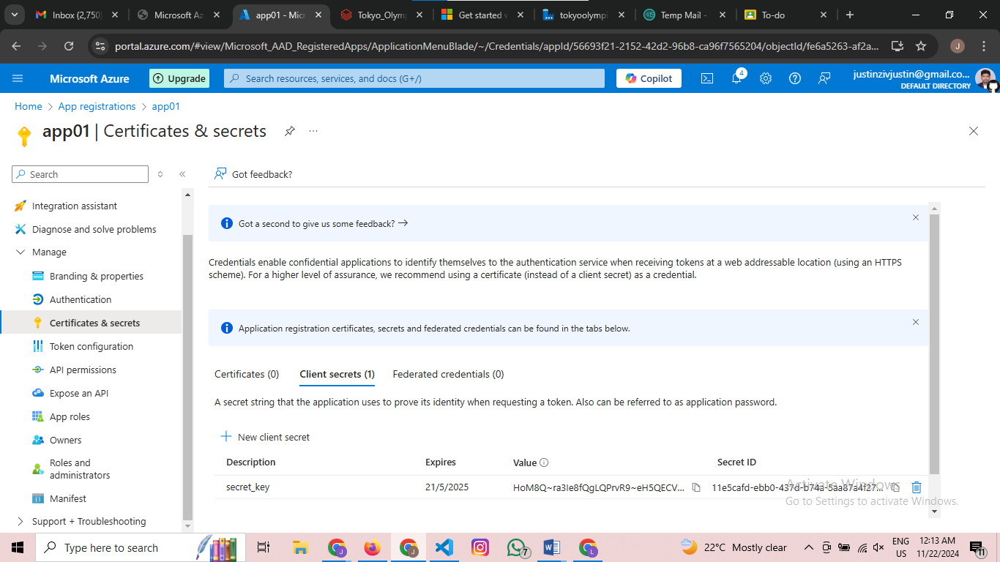 Inbox (2,750)
Microsoft Az
app01 - Micr
Tokyo_Olymp
Get started w
tokyoolympi
Temp Mail -
To-do
portal.azure.com/#view/Microsoft_AAD_RegisteredApps/ApplicationMenuBlade/~/Credentials/appId/56693f21-2152-42d2-96b8-ca96f7565204/objectId/fe6a5263-af2a...
J
Microsoft Azure
Upgrade
Search resources, services, and docs (G+/)
Copilot
4
justinzivjustin@gmail.co...
DEFAULT DIRECTORY
Home > App registrations > app01
app01 | Certificates & secrets
...
Search
Got feedback?
Integration assistant
Diagnose and solve problems
Manage
Branding & properties
Authentication
Certificates & secrets
Token configuration
API permissions
Expose an API
App roles
Owners
Roles and
administrators
Manifest
Support + Troubleshooting
Got a second to give us some feedback?
Credentials enable confidential applications to identify themselves to the authentication service when receiving tokens at a web addressable location (using an HTTPS
scheme). For a higher level of assurance, we recommend using a certificate (instead of a client secret) as a credential.
Application registration certificates, secrets and federated credentials can be found in the tabs below.
Certificates (0)
Client secrets (1)
Federated credentials (0)
A secret string that the application uses to prove its identity when requesting a token. Also can be referred to as application password.
New client secret
Description
Expires
Value
Secret ID
secret_key
21/5/2025
HoM8Q~ra3Ie8fQgLQPrvR9~eH5QECV...
11e5cafd-ebb0-437d-b74a-5aa87a4f27...
Activate Windows
Go to Settings to activate Windows.
Type here to search
J
J
7
L
22°C Mostly clear
ENG
US
12:13 AM
11/22/2024
11